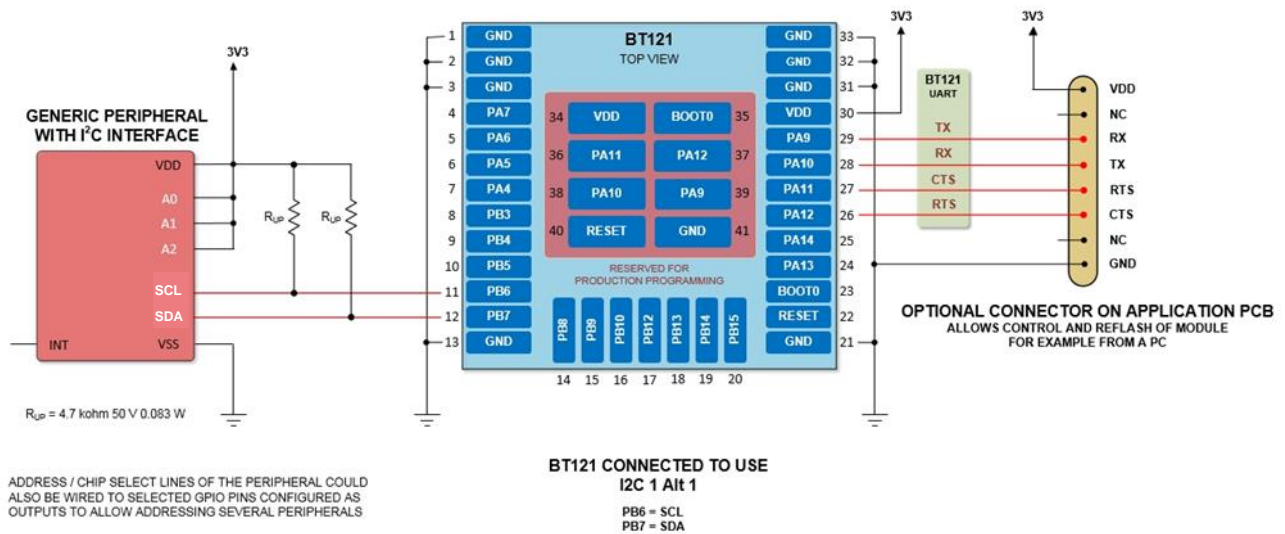 3V3
GENERIC PERIPHERAL
WITH I²C INTERFACE
VDD
A0
A1
A2
SCL
SDA
INT
VSS
R_UP
R_UP
R_UP = 4.7 kohm 50 V 0.083 W
ADDRESS / CHIP SELECT LINES OF THE PERIPHERAL COULD
ALSO BE WIRED TO SELECTED GPIO PINS CONFIGURED AS
OUTPUTS TO ALLOW ADDRESSING SEVERAL PERIPHERALS
BT121
TOP VIEW
1 GND
2 GND
3 GND
4 PA7
5 PA6
6 PA5
7 PA4
8 PB3
9 PB4
10 PB5
11 PB6
12 PB7
13 GND
34 VDD BOOT0 35
36 PA11 PA12 37
38 PA10 PA9 39
40 RESET GND 41
RESERVED FOR
PRODUCTION PROGRAMMING
PB8 PB9 PB10 PB12 PB13 PB14 PB15
14 15 16 17 18 19 20
GND 33
GND 32
GND 31
VDD 30
PA9 29
PA10 28
PA11 27
PA12 26
PA14 25
PA13 24
BOOT0 23
RESET 22
GND 21
3V3
BT121
UART
TX
RX
CTS
RTS
3V3
VDD
NC
RX
TX
RTS
CTS
NC
GND
OPTIONAL CONNECTOR ON APPLICATION PCB
ALLOWS CONTROL AND REFLASH OF MODULE
FOR EXAMPLE FROM A PC
BT121 CONNECTED TO USE
I2C 1 Alt 1
PB6 = SCL
PB7 = SDA